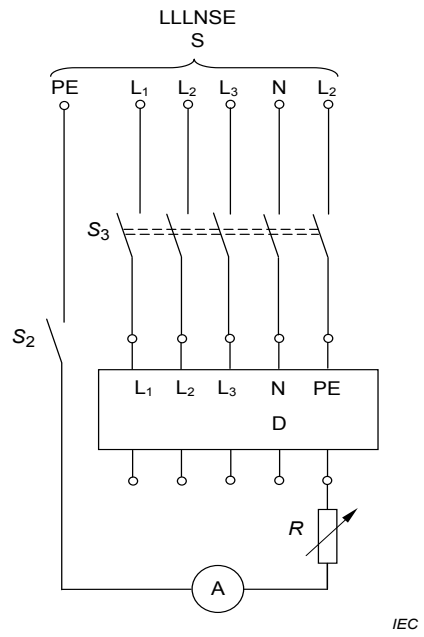 LLLNSE
S
PE L₁ L₂ L₃ N L₂
S₃
S₂
L₁ L₂ L₃ N PE
D
R
A
IEC